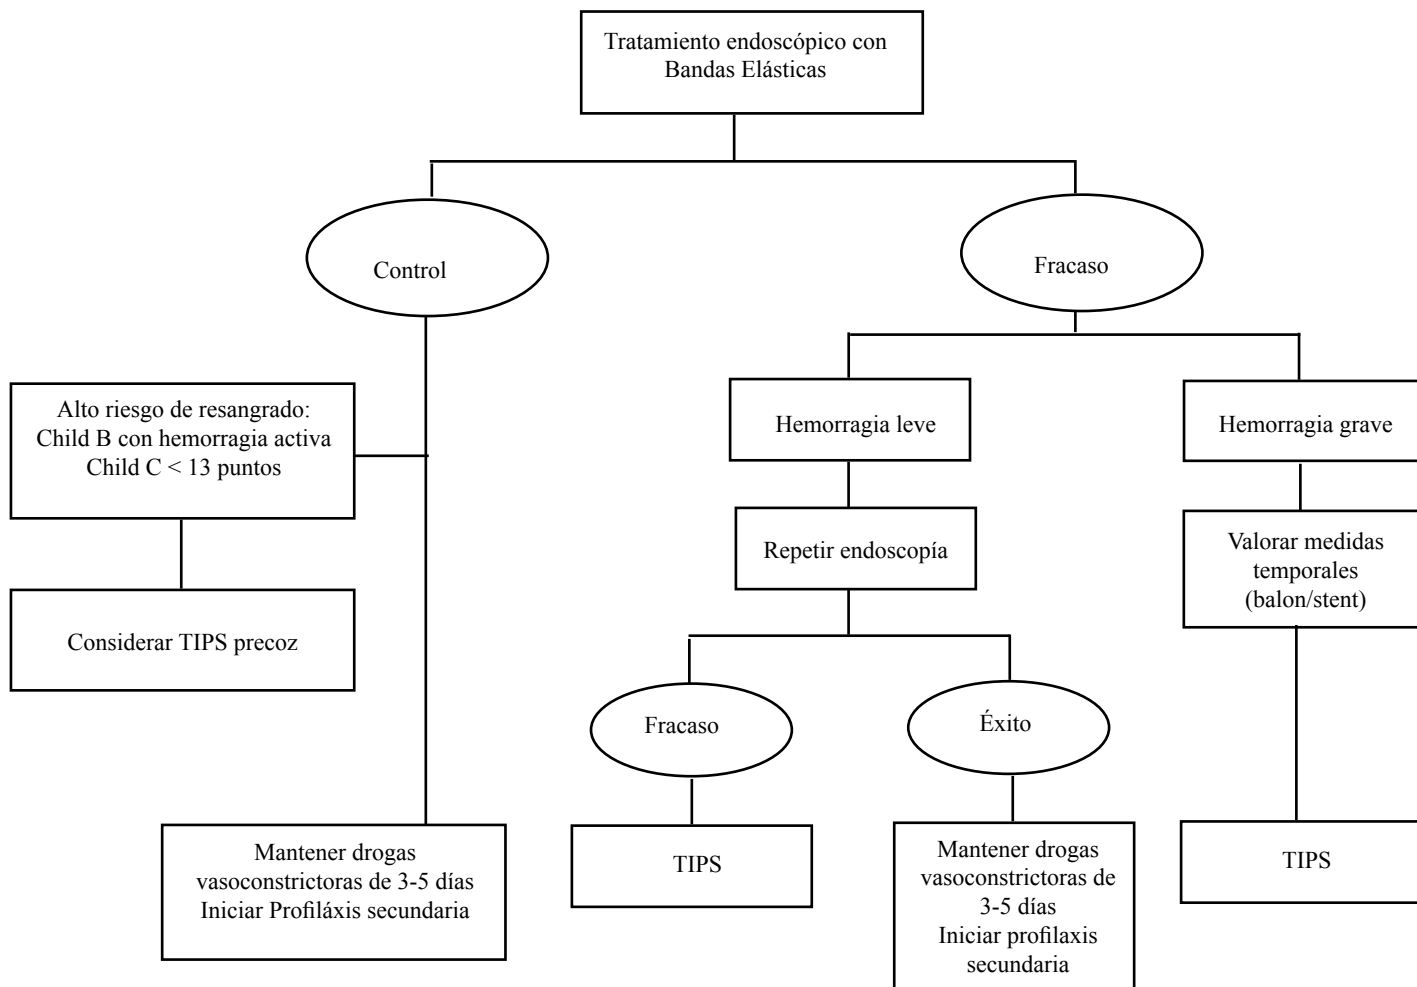 Tratamiento endoscópico con
Bandas Elásticas
Control
Fracaso
Alto riesgo de resangrado:
Child B con hemorragia activa
Child C < 13 puntos
Hemorragia leve
Hemorragia grave
Repetir endoscopía
Valorar medidas
temporales
(balon/stent)
Considerar TIPS precoz
Fracaso
Éxito
Mantener drogas
vasoconstrictoras de 3-5 días
Iniciar Profiláxis secundaria
TIPS
Mantener drogas
vasoconstrictoras de
3-5 días
Iniciar profilaxis
secundaria
TIPS